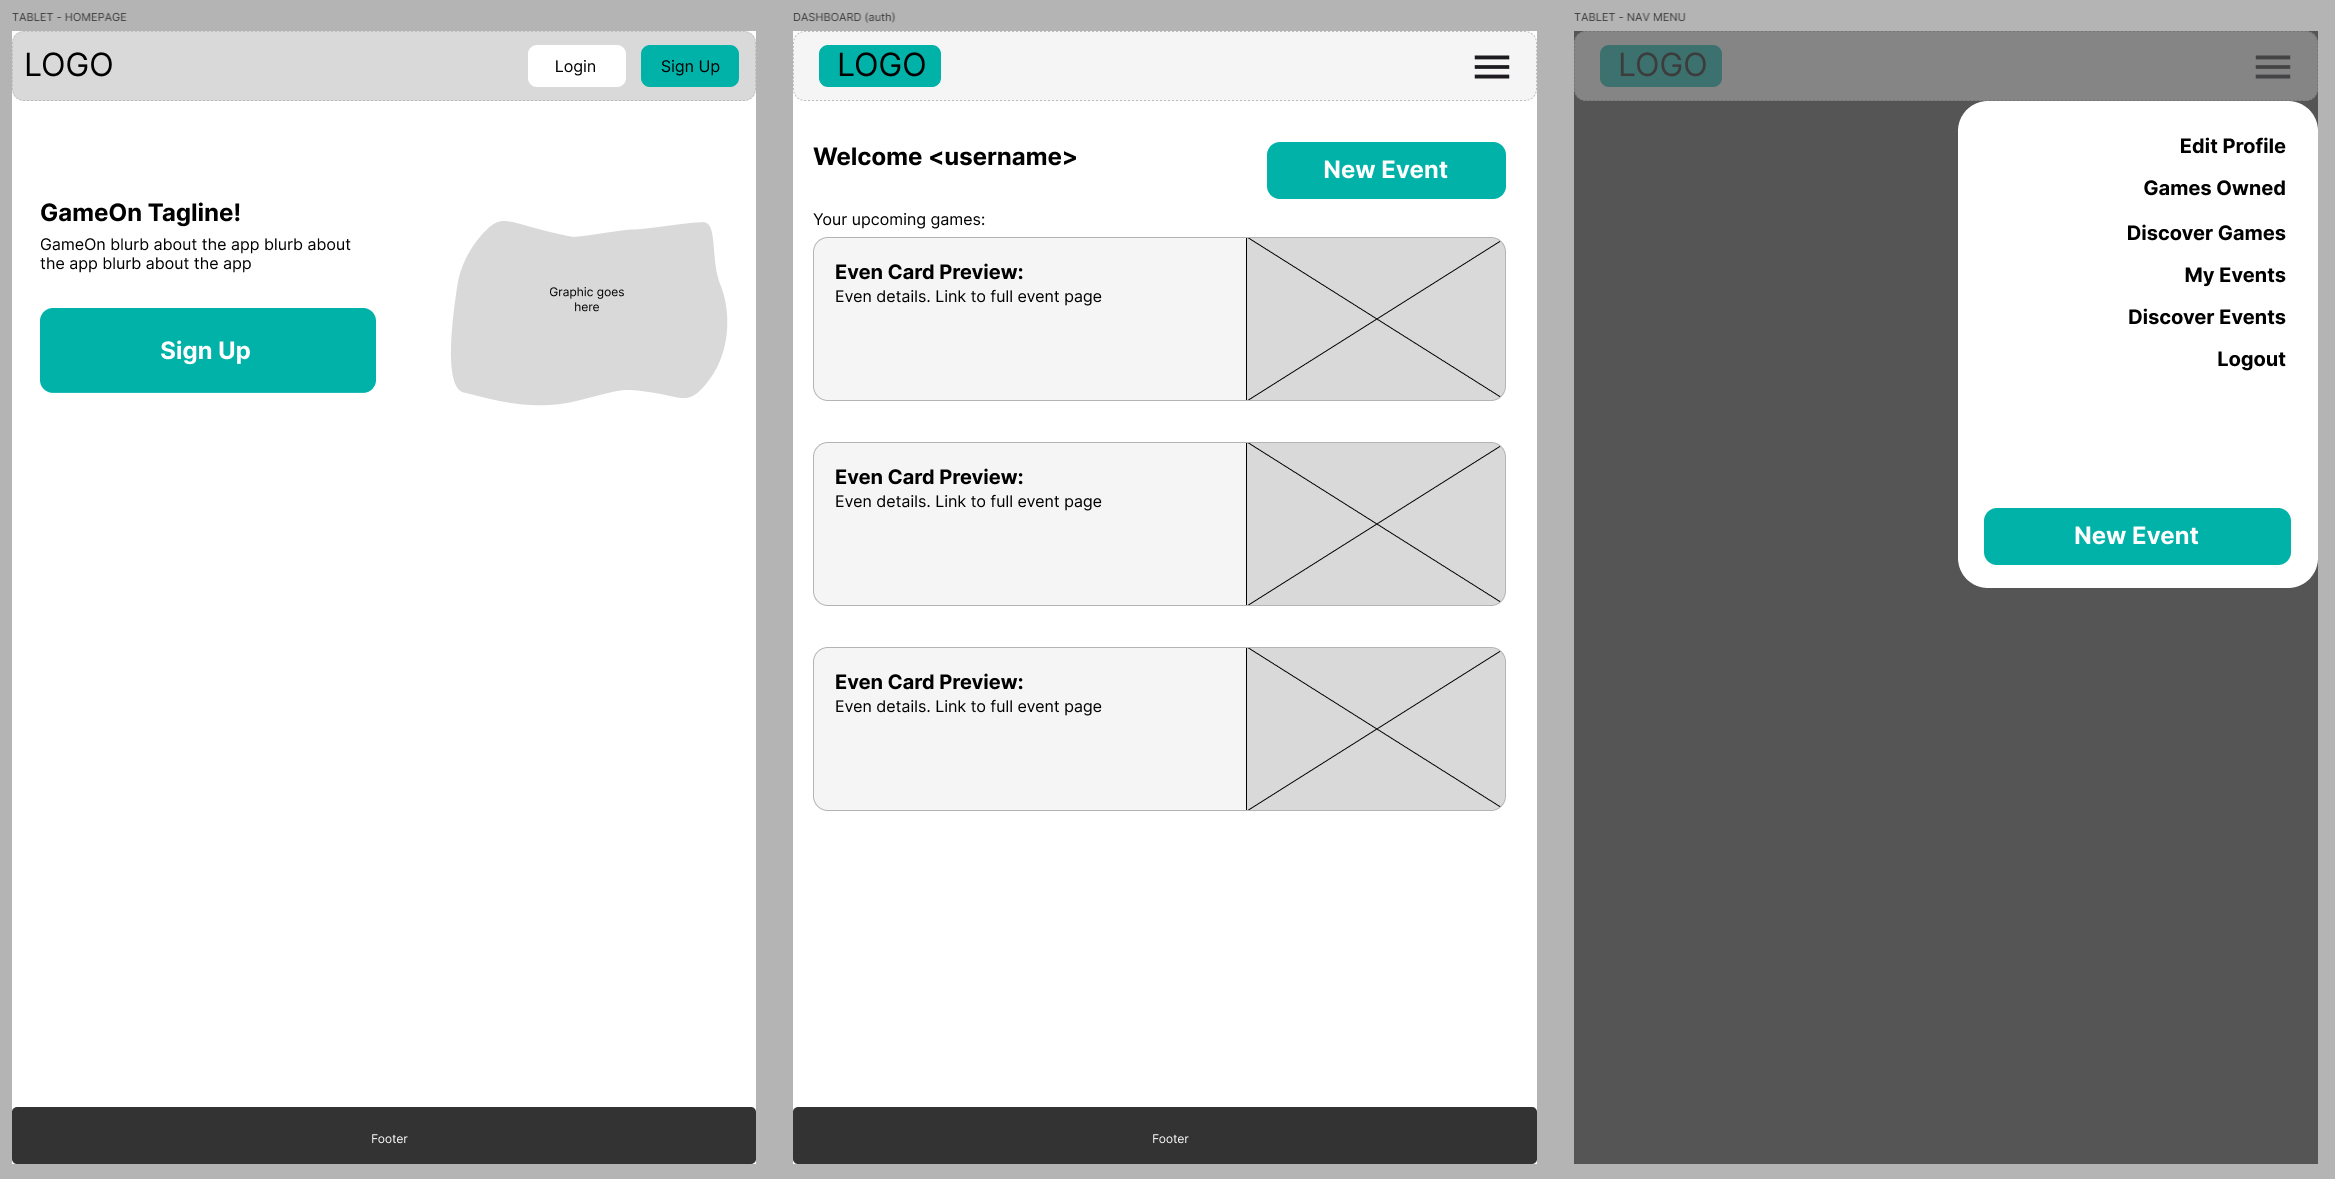 TABLET - HOMEPAGE
LOGO
Login
Sign Up
GameOn Tagline!
GameOn blurb about the app blurb about
the app blurb about the app
Sign Up
Graphic goes
here
Footer
DASHBOARD (auth)
LOGO
Welcome <username>
New Event
Your upcoming games:
Even Card Preview:
Even details. Link to full event page
Even Card Preview:
Even details. Link to full event page
Even Card Preview:
Even details. Link to full event page
Footer
TABLET - NAV MENU
LOGO
Edit Profile
Games Owned
Discover Games
My Events
Discover Events
Logout
New Event